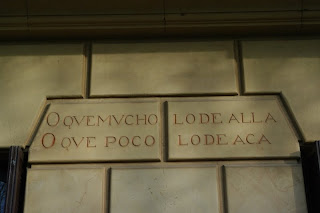 O QVE MVCHO LO DE ALLA
O QVE POCO LO DE ACA